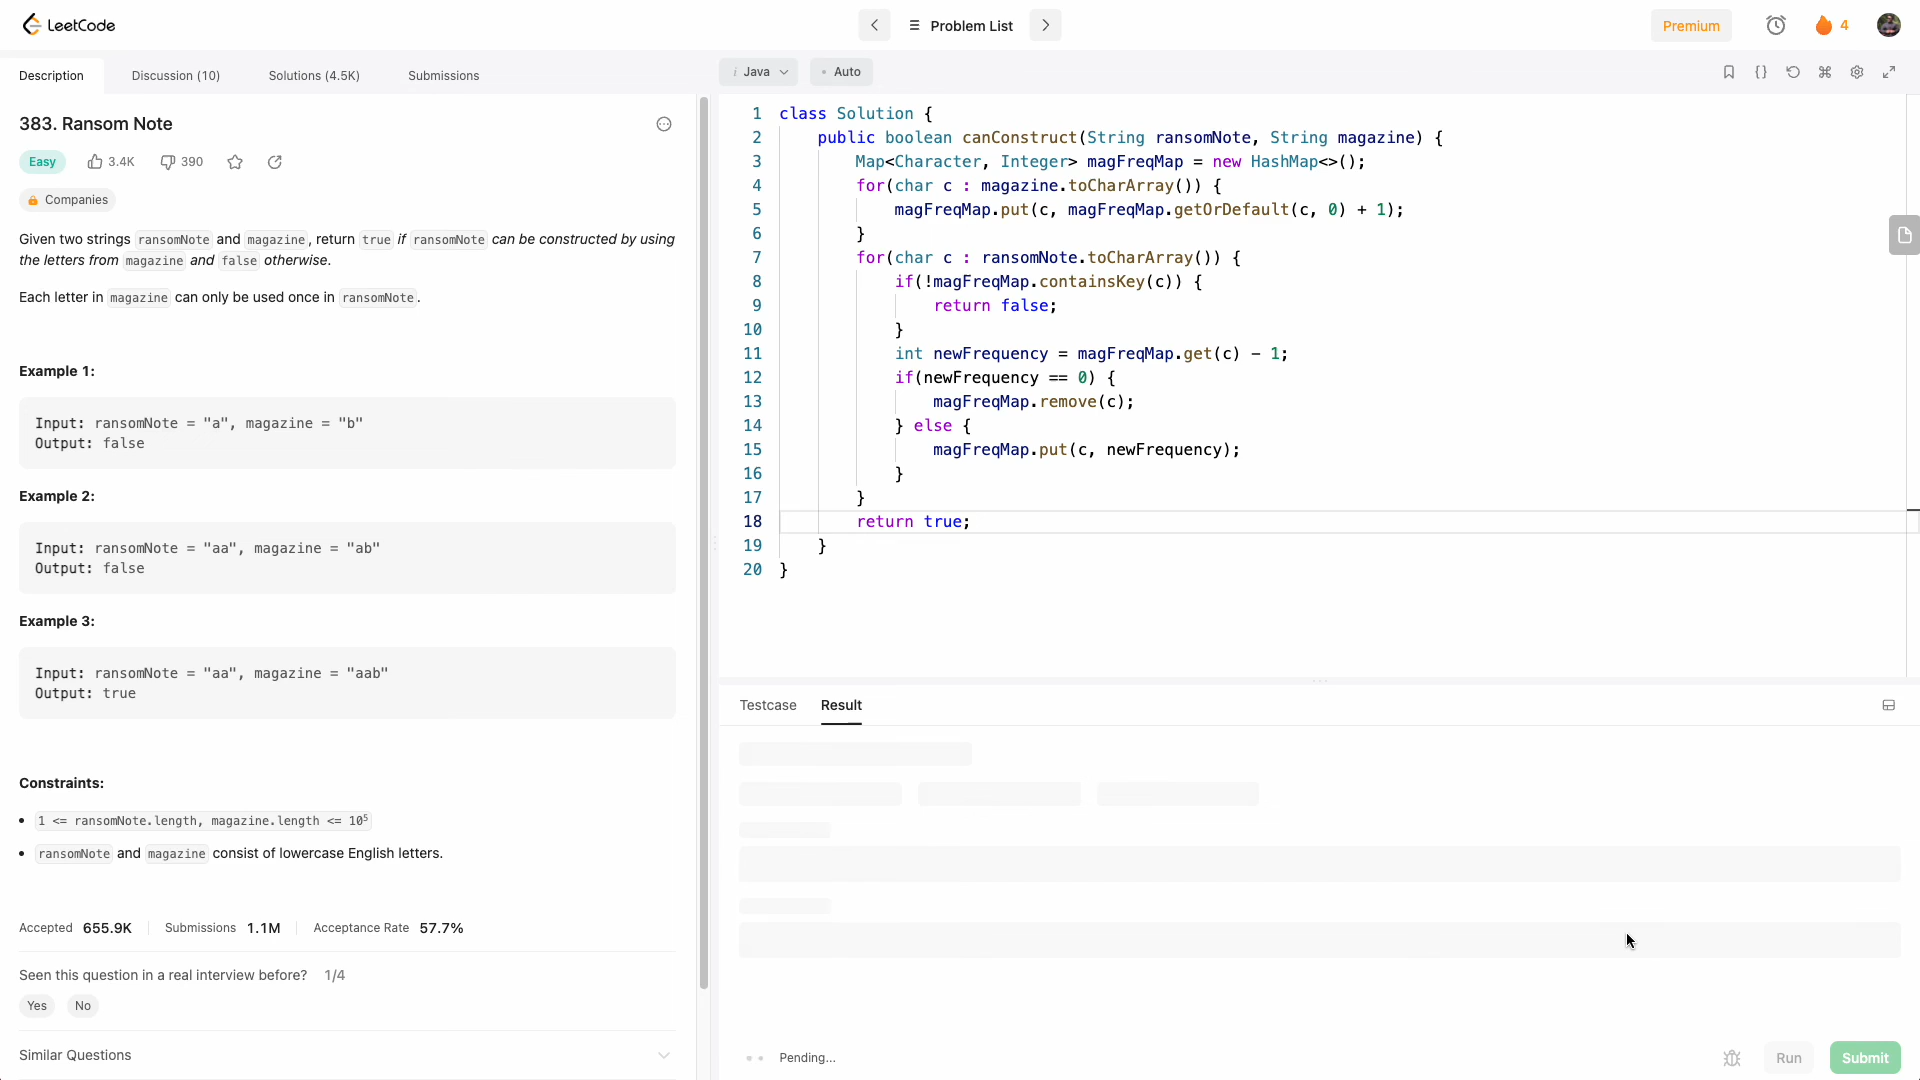 LeetCode
Problem List
Premium
4
Description
Discussion (10)
Solutions (4.5K)
Submissions
383. Ransom Note
Easy
3.4K
390
Companies
Given two strings ransomNote and magazine, return true if ransomNote can be constructed by using
the letters from magazine and false otherwise.
Each letter in magazine can only be used once in ransomNote.
Example 1:
Input: ransomNote = "a", magazine = "b"
Output: false
Example 2:
Input: ransomNote = "aa", magazine = "ab"
Output: false
Example 3:
Input: ransomNote = "aa", magazine = "aab"
Output: true
Constraints:
• 1 <= ransomNote.length, magazine.length <= 10⁵
• ransomNote and magazine consist of lowercase English letters.
Accepted 655.9K
Submissions 1.1M
Acceptance Rate 57.7%
Seen this question in a real interview before? 1/4
Yes
No
Similar Questions
i Java
• Auto
1 class Solution {
2     public boolean canConstruct(String ransomNote, String magazine) {
3         Map<Character, Integer> magFreqMap = new HashMap<>();
4         for(char c : magazine.toCharArray()) {
5             magFreqMap.put(c, magFreqMap.getOrDefault(c, 0) + 1);
6         }
7         for(char c : ransomNote.toCharArray()) {
8             if(!magFreqMap.containsKey(c)) {
9                 return false;
10             }
11             int newFrequency = magFreqMap.get(c) - 1;
12             if(newFrequency == 0) {
13                 magFreqMap.remove(c);
14             } else {
15                 magFreqMap.put(c, newFrequency);
16             }
17         }
18         return true;
19     }
20 }
Testcase
Result
Pending...
Run
Submit